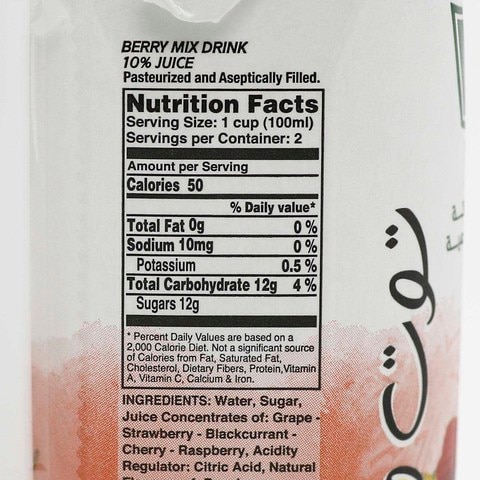 BERRY MIX DRINK
10% JUICE
Pasteurized and Aseptically Filled.
Nutrition Facts
Serving Size: 1 cup (100ml)
Servings per Container: 2
Amount per Serving
Calories 50
% Daily value*
Total Fat 0g 0 %
Sodium 10mg 0 %
Potassium 0.5 %
Total Carbohydrate 12g 4 %
Sugars 12g
* Percent Daily Values are based on a
2,000 Calorie Diet. Not a significant source
of Calories from Fat, Saturated Fat,
Cholesterol, Dietary Fibers, Protein,Vitamin
A, Vitamin C, Calcium & Iron.
INGREDIENTS: Water, Sugar,
Juice Concentrates of: Grape -
Strawberry - Blackcurrant -
Cherry - Raspberry, Acidity
Regulator: Citric Acid, Natural
توت